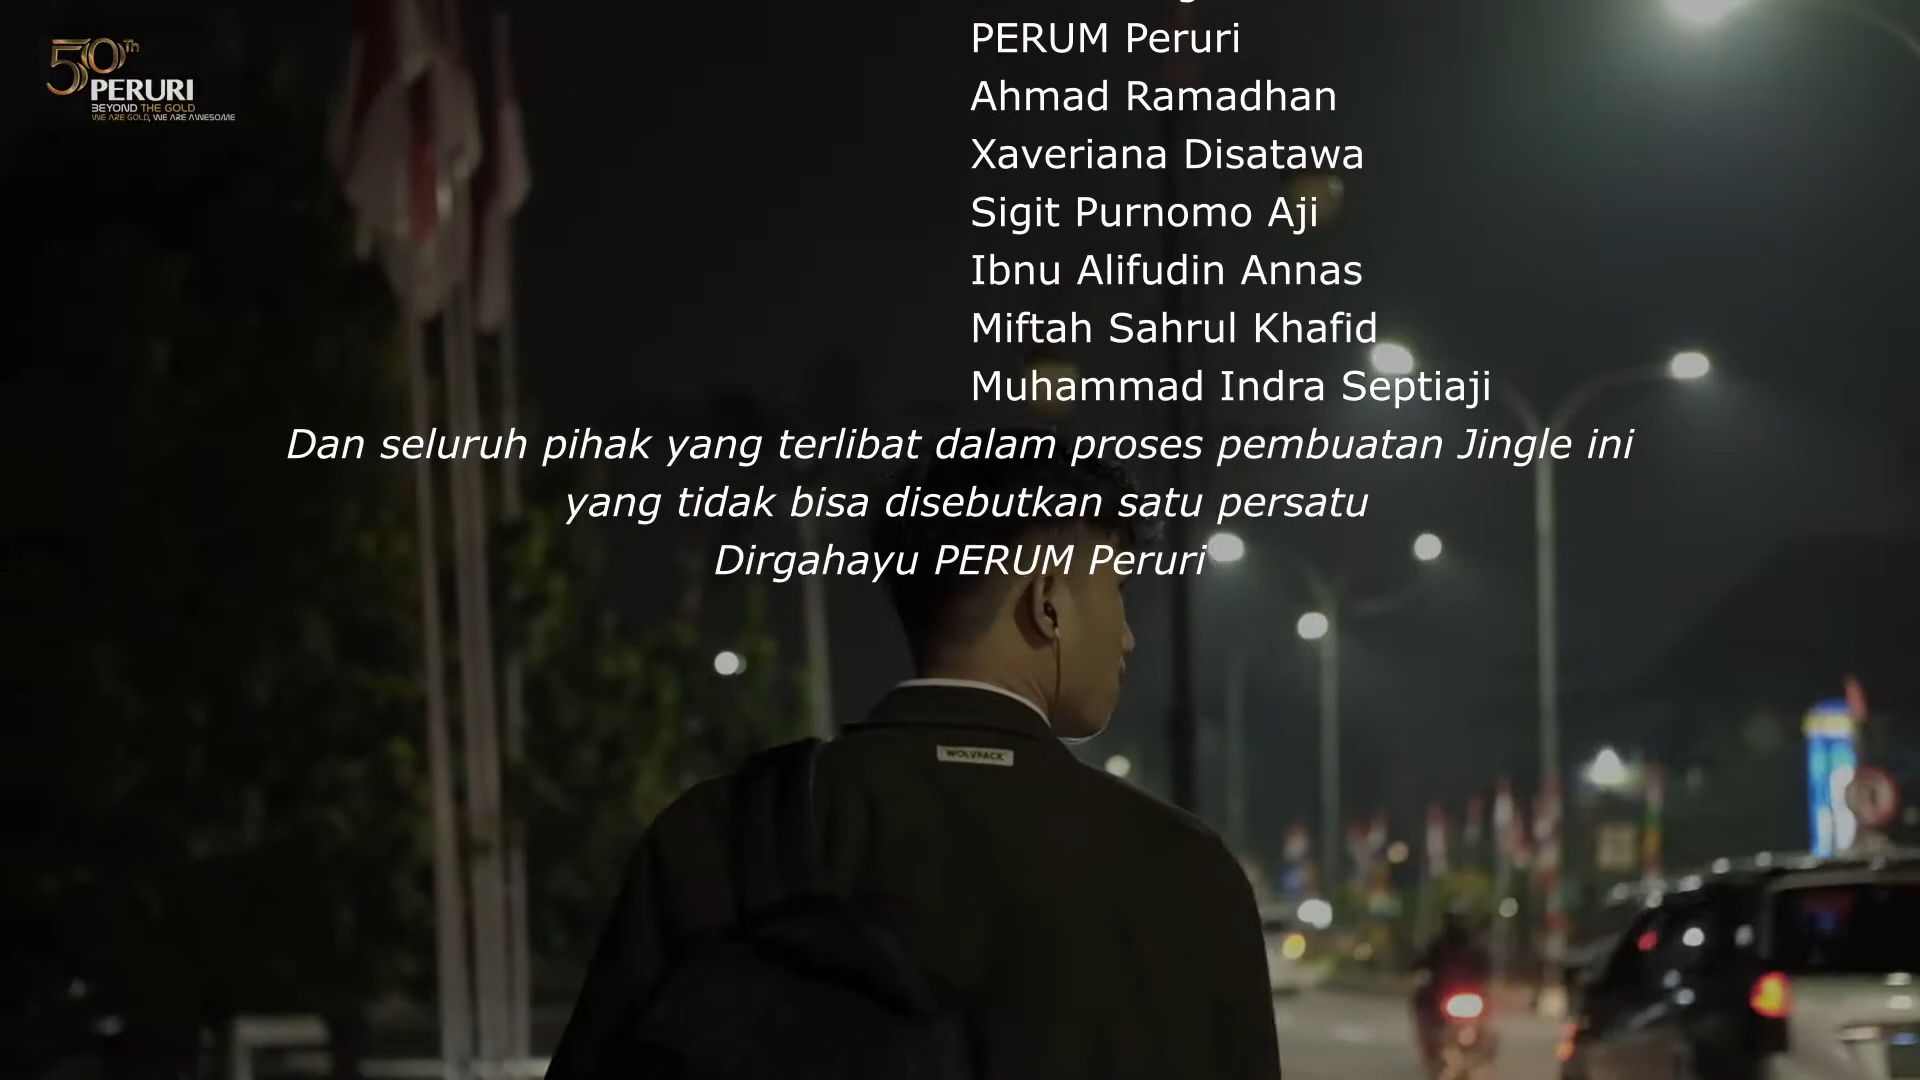 50Th
PERURI
BEYOND THE GOLD
WE ARE GOLD, WE ARE AWESOME
PERUM Peruri
Ahmad Ramadhan
Xaveriana Disatawa
Sigit Purnomo Aji
Ibnu Alifudin Annas
Miftah Sahrul Khafid
Muhammad Indra Septiaji
Dan seluruh pihak yang terlibat dalam proses pembuatan Jingle ini
yang tidak bisa disebutkan satu persatu
Dirgahayu PERUM Peruri
WOLVPACK